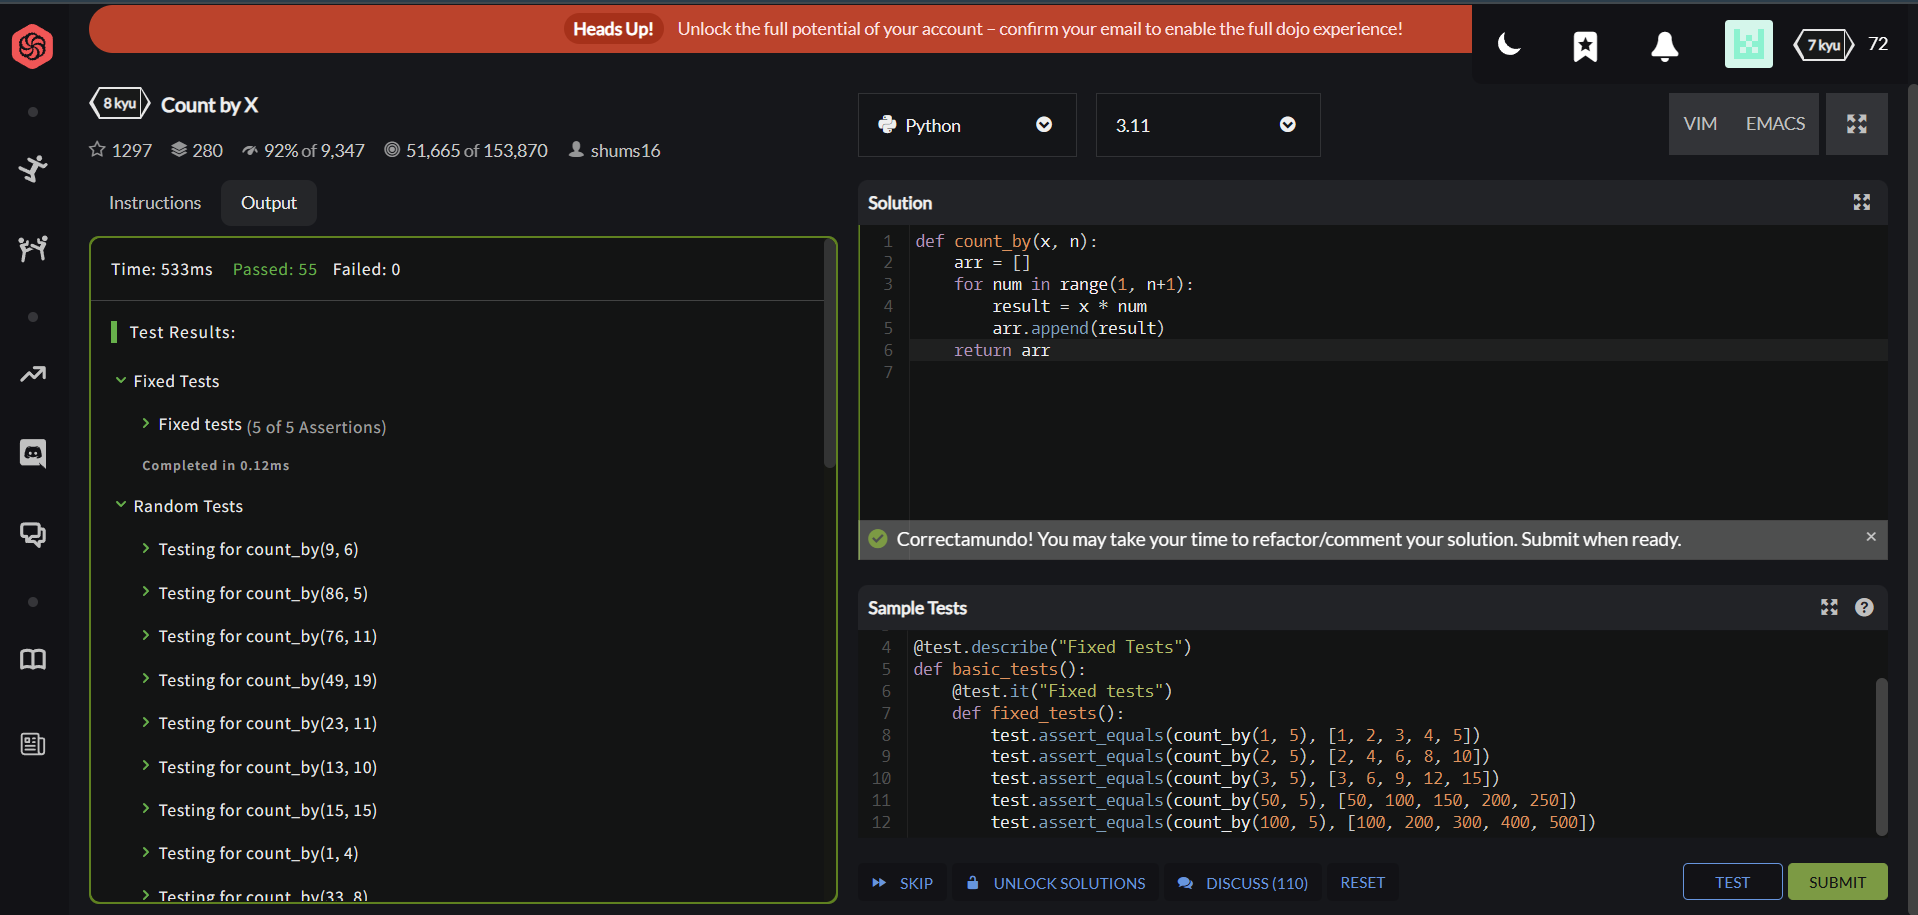 Heads Up! Unlock the full potential of your account – confirm your email to enable the full dojo experience!
7 kyu 72
8 kyu Count by X
1297 280 92% of 9,347 51,665 of 153,870 shums16
Instructions Output
Time: 533ms Passed: 55 Failed: 0
Test Results:
Fixed Tests
Fixed tests (5 of 5 Assertions)
Completed in 0.12ms
Random Tests
Testing for count_by(9, 6)
Testing for count_by(86, 5)
Testing for count_by(76, 11)
Testing for count_by(49, 19)
Testing for count_by(23, 11)
Testing for count_by(13, 10)
Testing for count_by(15, 15)
Testing for count_by(1, 4)
Testing for count_by(33, 8)
Python 3.11 VIM EMACS
Solution
1 def count_by(x, n):
2     arr = []
3     for num in range(1, n+1):
4         result = x * num
5         arr.append(result)
6     return arr
7
Correctamundo! You may take your time to refactor/comment your solution. Submit when ready. ×
Sample Tests ?
4 @test.describe("Fixed Tests")
5 def basic_tests():
6     @test.it("Fixed tests")
7     def fixed_tests():
8         test.assert_equals(count_by(1, 5), [1, 2, 3, 4, 5])
9         test.assert_equals(count_by(2, 5), [2, 4, 6, 8, 10])
10         test.assert_equals(count_by(3, 5), [3, 6, 9, 12, 15])
11         test.assert_equals(count_by(50, 5), [50, 100, 150, 200, 250])
12         test.assert_equals(count_by(100, 5), [100, 200, 300, 400, 500])
SKIP UNLOCK SOLUTIONS DISCUSS (110) RESET TEST SUBMIT